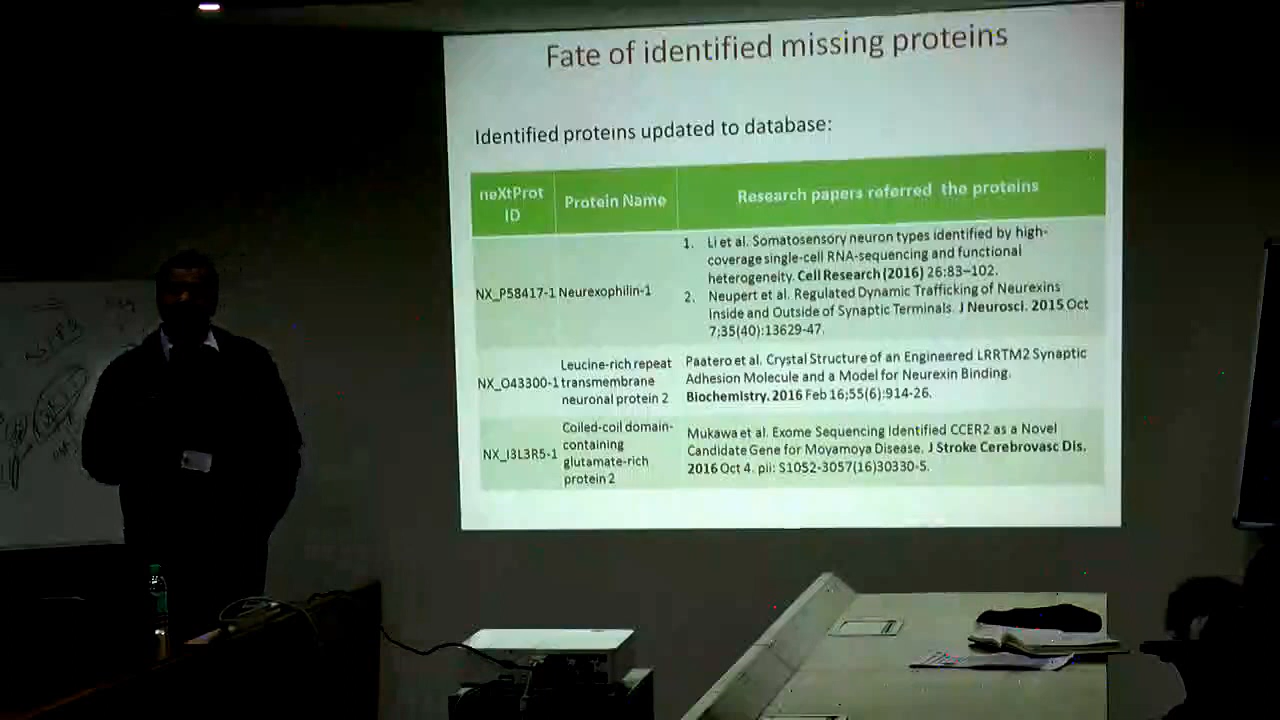 Fate of identified missing proteins
Identified proteins updated to database:
neXtProt
ID
Protein Name
Research papers referred the proteins
NX_P58417-1
Neurexophilin-1
1. Li et al. Somatosensory neuron types identified by high-
coverage single-cell RNA-sequencing and functional
heterogeneity. Cell Research (2016) 26:83–102.
2. Neupert et al. Regulated Dynamic Trafficking of Neurexins
Inside and Outside of Synaptic Terminals. J Neurosci. 2015 Oct
7;35(40):13629-47.
NX_O43300-1
Leucine-rich repeat
transmembrane
neuronal protein 2
Paatero et al. Crystal Structure of an Engineered LRRTM2 Synaptic
Adhesion Molecule and a Model for Neurexin Binding.
Biochemistry. 2016 Feb 16;55(6):914-26.
NX_I3L3R5-1
Coiled-coil domain-
containing
glutamate-rich
protein 2
Mukawa et al. Exome Sequencing Identified CCER2 as a Novel
Candidate Gene for Moyamoya Disease. J Stroke Cerebrovasc Dis.
2016 Oct 4. pii: S1052-3057(16)30330-5.